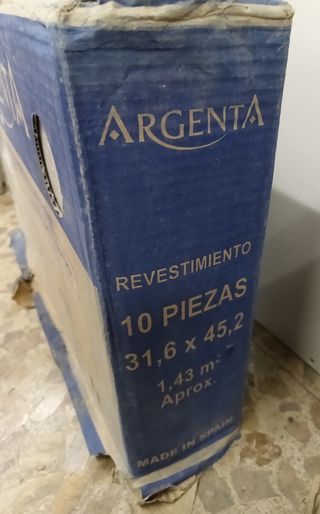 ARGENTA
REVESTIMIENTO
10 PIEZAS
31,6 x 45,2
1,43 m²
Aprox.
MADE IN SPAIN